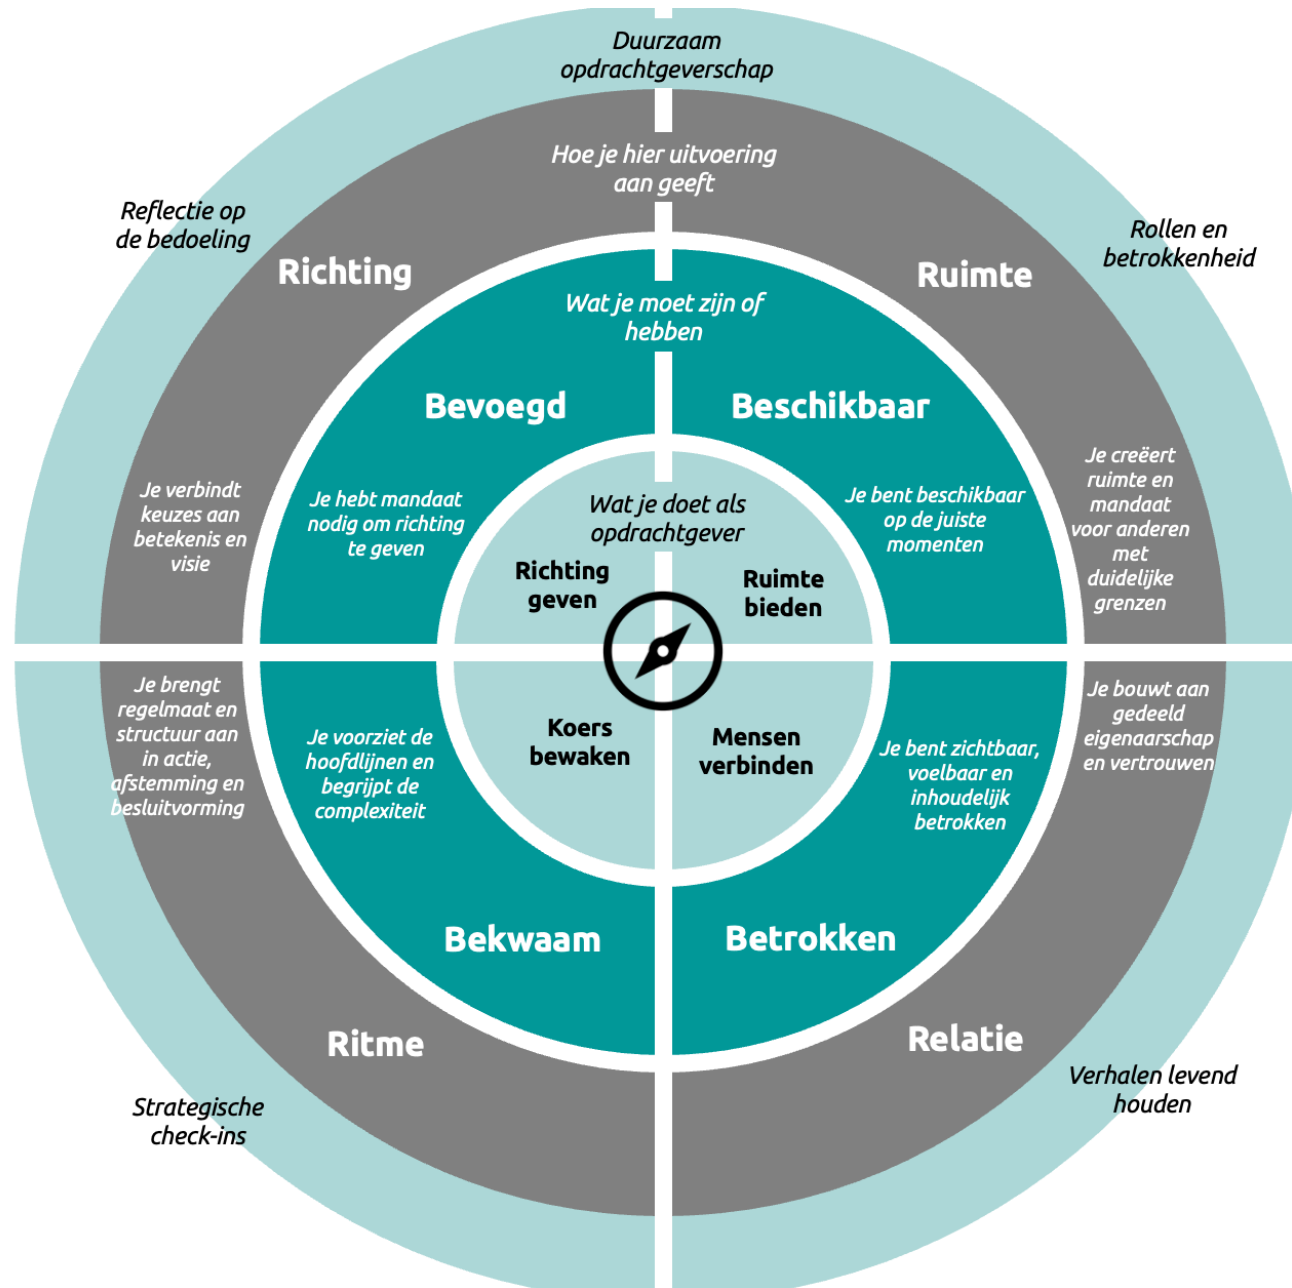 Duurzaam
opdrachtgeverschap
Hoe je hier uitvoering
aan geeft
Reflectie op
de bedoeling
Rollen en
betrokkenheid
Richting
Ruimte
Wat je moet zijn of
hebben
Bevoegd
Beschikbaar
Je verbindt
keuzes aan
betekenis en
visie
Je hebt mandaat
nodig om richting
te geven
Wat je doet als
opdrachtgever
Je bent beschikbaar
op de juiste
momenten
Je creëert
ruimte en
mandaat
voor anderen
met
duidelijke
grenzen
Richting
geven
Ruimte
bieden
Je brengt
regelmaat en
structuur aan
in actie,
afstemming en
besluitvorming
Je voorziet de
hoofdlijnen en
begrijpt de
complexiteit
Koers
bewaken
Mensen
verbinden
Je bent zichtbaar,
voelbaar en
inhoudelijk
betrokken
Je bouwt aan
gedeeld
eigenaarschap
en vertrouwen
Bekwaam
Betrokken
Ritme
Relatie
Strategische
check-ins
Verhalen levend
houden